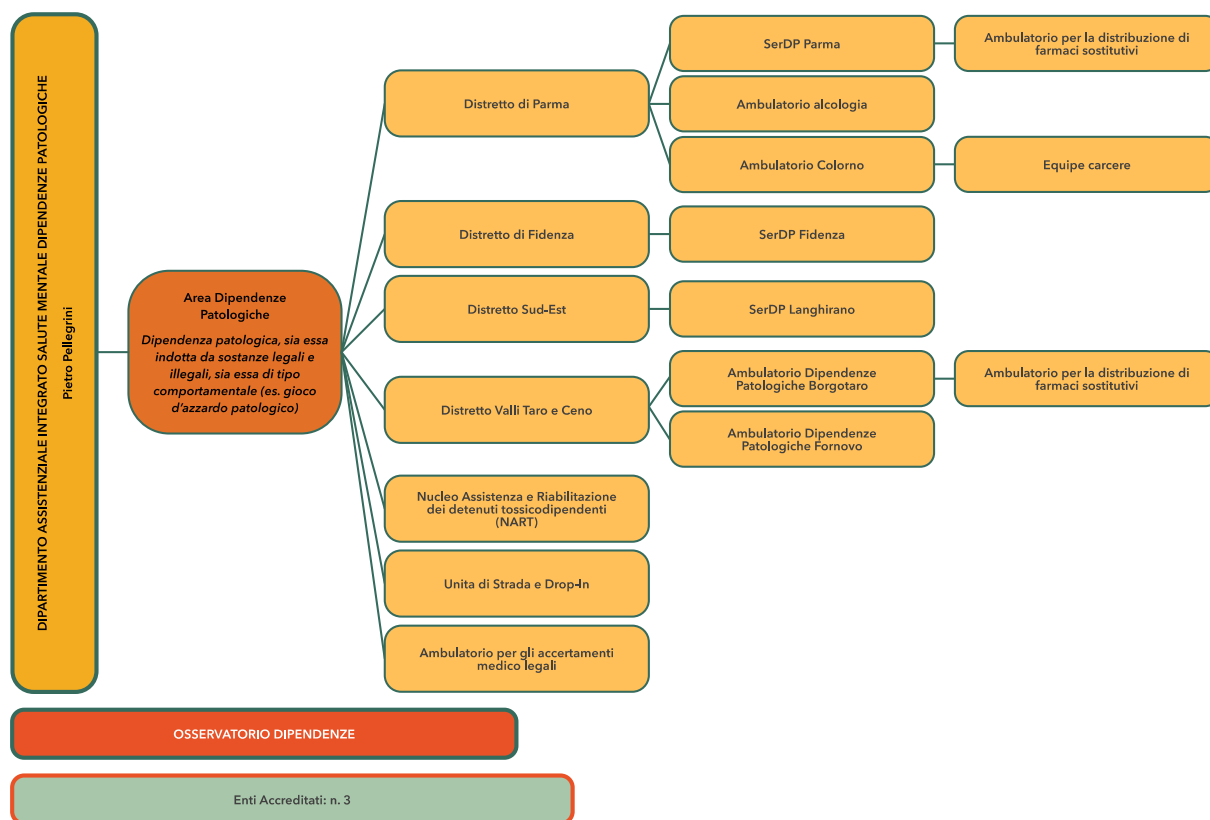 DIPARTIMENTO ASSISTENZIALE INTEGRATO SALUTE MENTALE DIPENDENZE PATOLOGICHE
Pietro Pellegrini
Area Dipendenze
Patologiche
Dipendenza patologica, sia essa
indotta da sostanze legali e
illegali, sia essa di tipo
comportamentale (es. gioco
d'azzardo patologico)
Distretto di Parma
SerDP Parma
Ambulatorio per la distribuzione di
farmaci sostitutivi
Ambulatorio alcologia
Ambulatorio Colorno
Equipe carcere
Distretto di Fidenza
SerDP Fidenza
Distretto Sud-Est
SerDP Langhirano
Distretto Valli Taro e Ceno
Ambulatorio Dipendenze
Patologiche Borgotaro
Ambulatorio per la distribuzione di
farmaci sostitutivi
Ambulatorio Dipendenze
Patologiche Fornovo
Nucleo Assistenza e Riabilitazione
dei detenuti tossicodipendenti
(NART)
Unita di Strada e Drop-In
Ambulatorio per gli accertamenti
medico legali
OSSERVATORIO DIPENDENZE
Enti Accreditati: n. 3